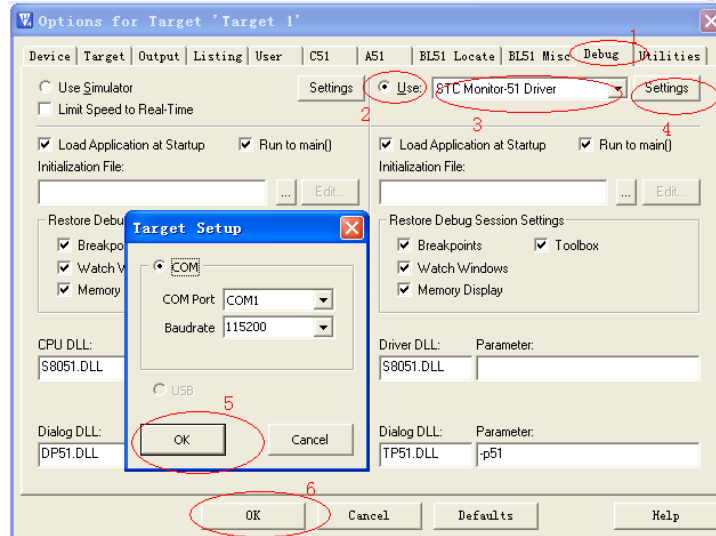 Options for Target 'Target 1'
1
Device Target Output Listing User C51 A51 BL51 Locate BL51 Misc Debug Utilities
Use Simulator Settings Use: STC Monitor-51 Driver Settings
Limit Speed to Real-Time
2 3 4
Load Application at Startup Run to main() Load Application at Startup Run to main()
Initialization File: Initialization File:
... Edit... ... Edit...
Restore Debu Restore Debug Session Settings
Breakpo Breakpoints Toolbox
Watch W Watch Windows
Memory Memory Display
Target Setup
COM
COM Port COM1
Baudrate 115200
USB
5
OK Cancel
CPU DLL: Driver DLL: Parameter:
S8051.DLL S8051.DLL
Dialog DLL: Dialog DLL: Parameter:
DP51.DLL TP51.DLL -p51
6
OK Cancel Defaults Help